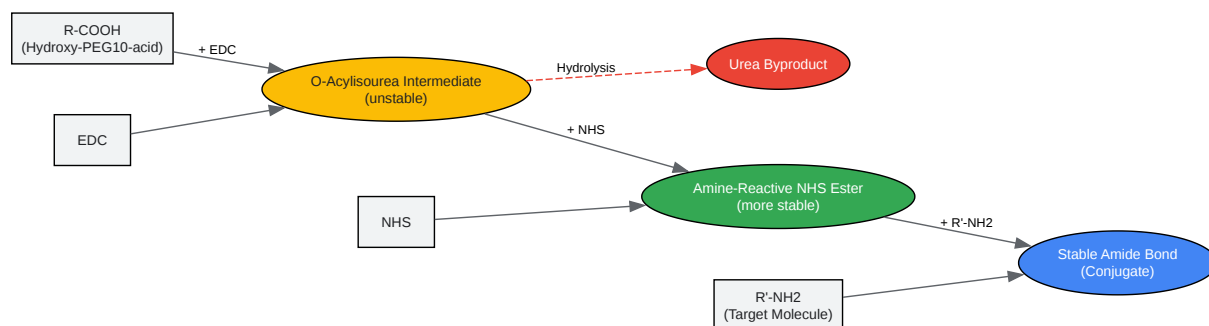 R-COOH
(Hydroxy-PEG10-acid)
+ EDC
EDC
O-Acylisourea Intermediate
(unstable)
Hydrolysis
Urea Byproduct
+ NHS
NHS
Amine-Reactive NHS Ester
(more stable)
+ R'-NH2
R'-NH2
(Target Molecule)
Stable Amide Bond
(Conjugate)